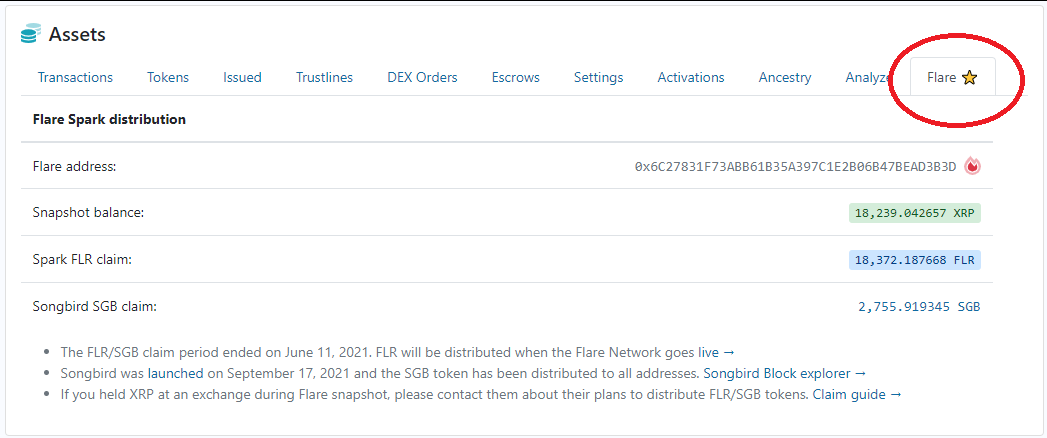 Assets
Transactions Tokens Issued Trustlines DEX Orders Escrows Settings Activations Ancestry Analyze Flare
Flare Spark distribution
Flare address: 0x6C27831F73ABB61B35A397C1E2B06B47BEAD3B3D
Snapshot balance: 18,239.042657 XRP
Spark FLR claim: 18,372.187668 FLR
Songbird SGB claim: 2,755.919345 SGB
• The FLR/SGB claim period ended on June 11, 2021. FLR will be distributed when the Flare Network goes live →
• Songbird was launched on September 17, 2021 and the SGB token has been distributed to all addresses. Songbird Block explorer →
• If you held XRP at an exchange during Flare snapshot, please contact them about their plans to distribute FLR/SGB tokens. Claim guide →